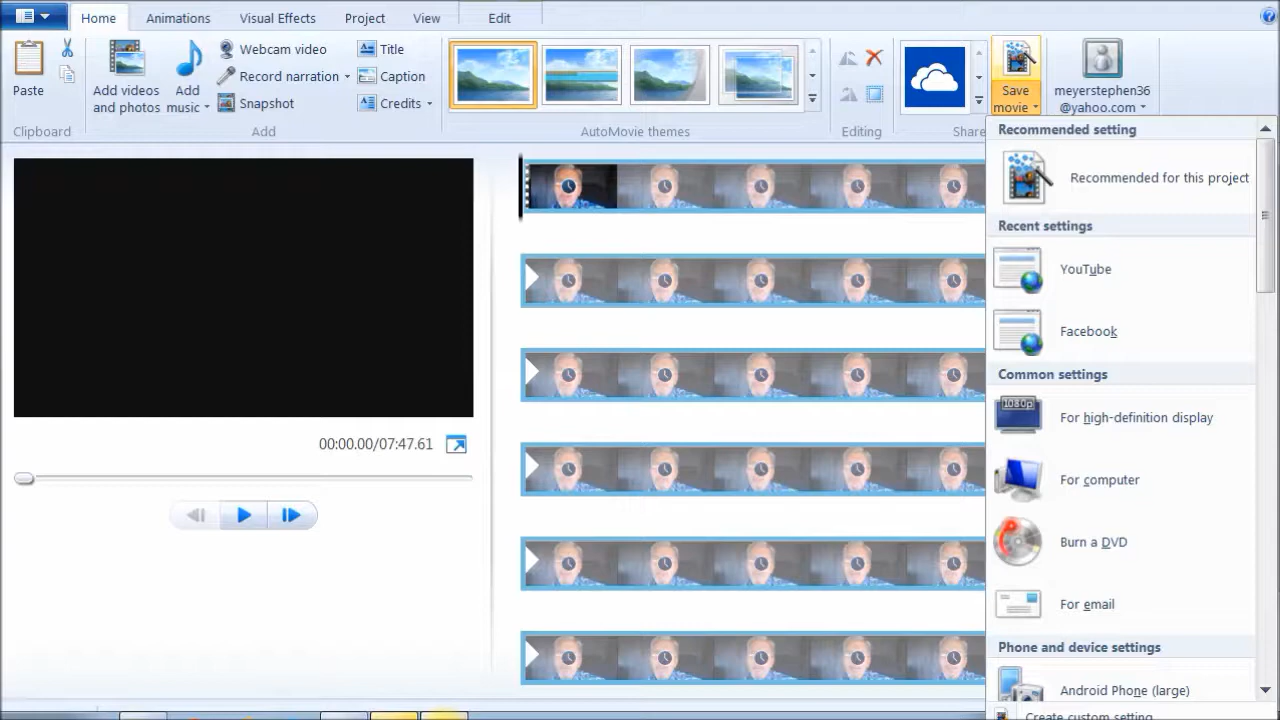 Home
Animations
Visual Effects
Project
View
Edit
Paste
Clipboard
Add videos
and photos
Add
music
Webcam video
Record narration
Snapshot
Title
Caption
Credits
Add
AutoMovie themes
Editing
Share
Save
movie
meyerstephen36
@yahoo.com
Recommended setting
Recommended for this project
Recent settings
YouTube
Facebook
Common settings
1080p
For high-definition display
For computer
Burn a DVD
For email
Phone and device settings
Android Phone (large)
Create custom setting
00:00.00/07:47.61